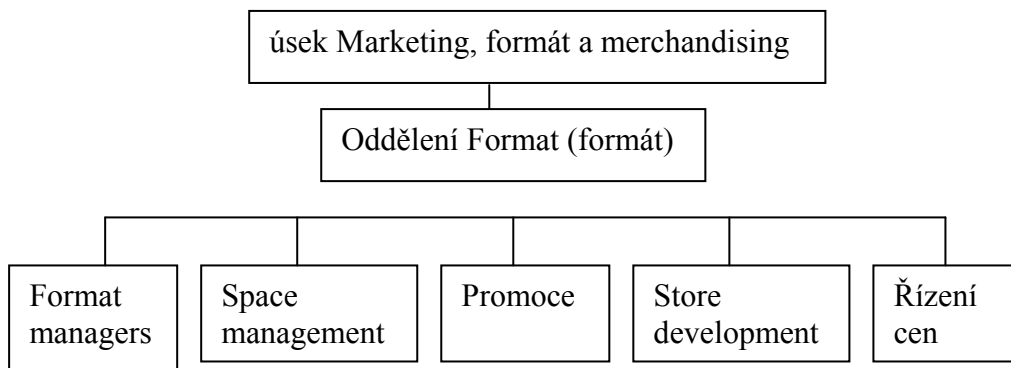 úsek Marketing, formát a merchandising
Oddělení Format (formát)
Format
managers
Space
management
Promoce
Store
development
Řízení
cen